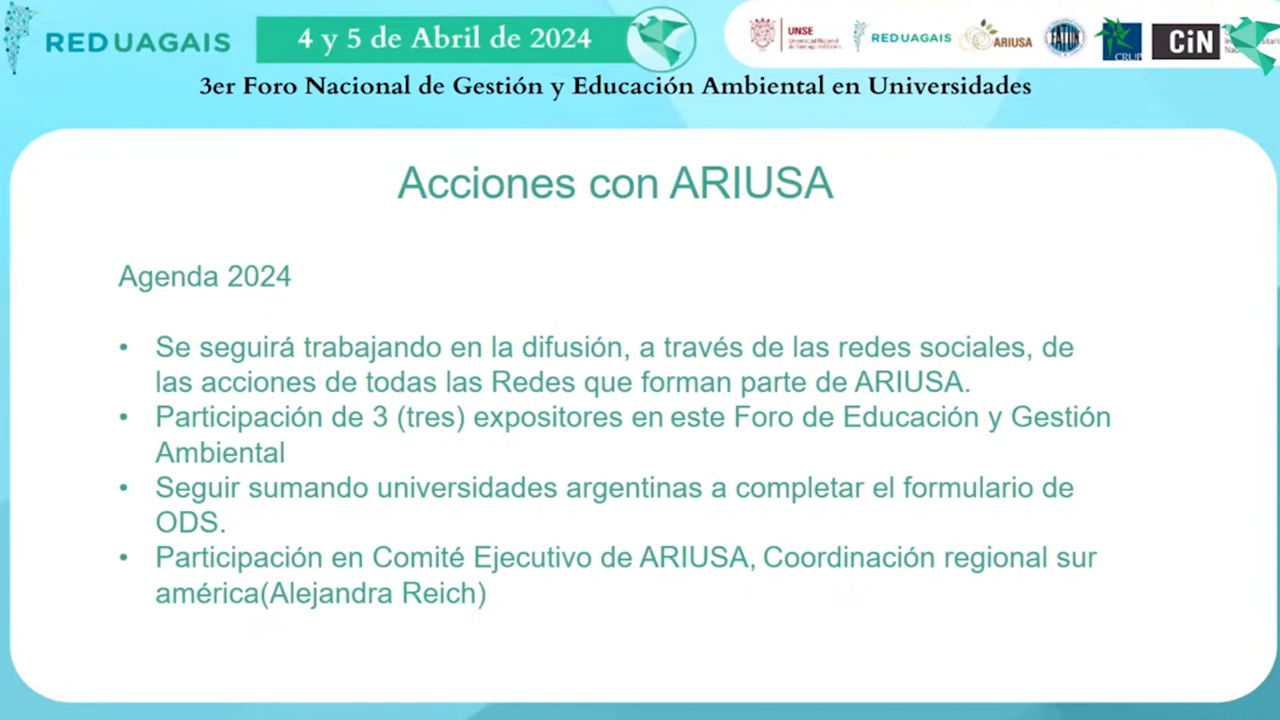 REDUAGAIS
4 y 5 de Abril de 2024
UNSE
REDUAGAIS
ARIUSA
FATUN
CRUP
CiN
3er Foro Nacional de Gestión y Educación Ambiental en Universidades
Acciones con ARIUSA
Agenda 2024
• Se seguirá trabajando en la difusión, a través de las redes sociales, de
las acciones de todas las Redes que forman parte de ARIUSA.
• Participación de 3 (tres) expositores en este Foro de Educación y Gestión
Ambiental
• Seguir sumando universidades argentinas a completar el formulario de
ODS.
• Participación en Comité Ejecutivo de ARIUSA, Coordinación regional sur
américa(Alejandra Reich)